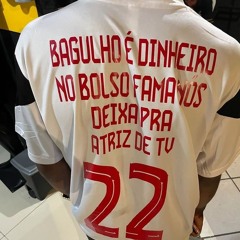 BAGULHO É DINHEIRO
NO BOLSO FAMA NÓS
DEIXA PRA
ATRIZ DE TV
22